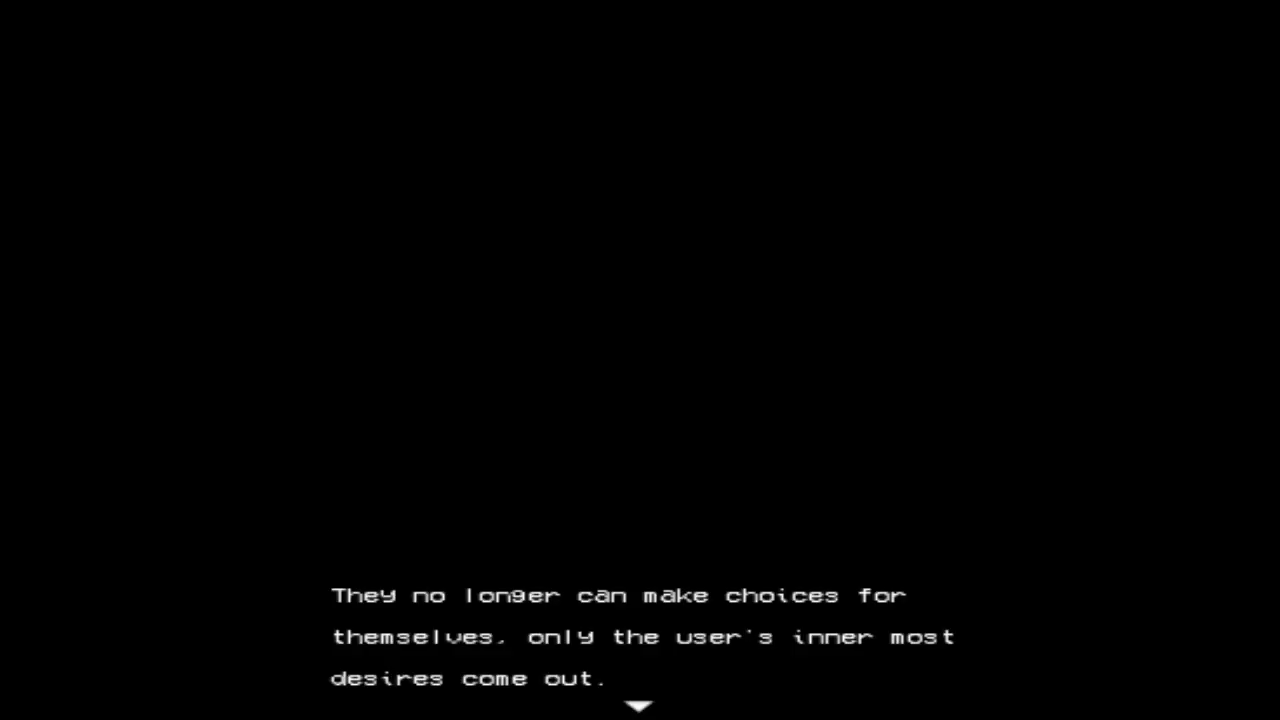 They no longer can make choices for
themselves, only the user's inner most
desires come out.